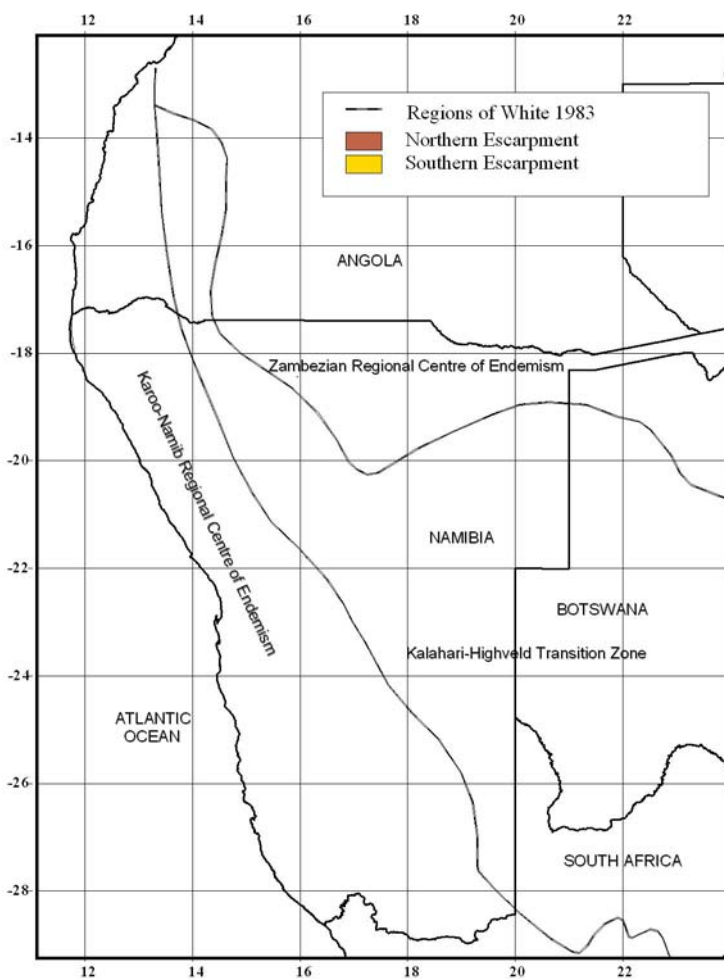 12 14 16 18 20 22
Regions of White 1983
Northern Escarpment
Southern Escarpment
-14
-16
ANGOLA
-18
Zambezian Regional Centre of Endemism
Karoo-Namib Regional Centre of Endemism
-20
NAMIBIA
-22
BOTSWANA
Kalahari-Highveld Transition Zone
-24
ATLANTIC
OCEAN
-26
SOUTH AFRICA
-28
12 14 16 18 20 22